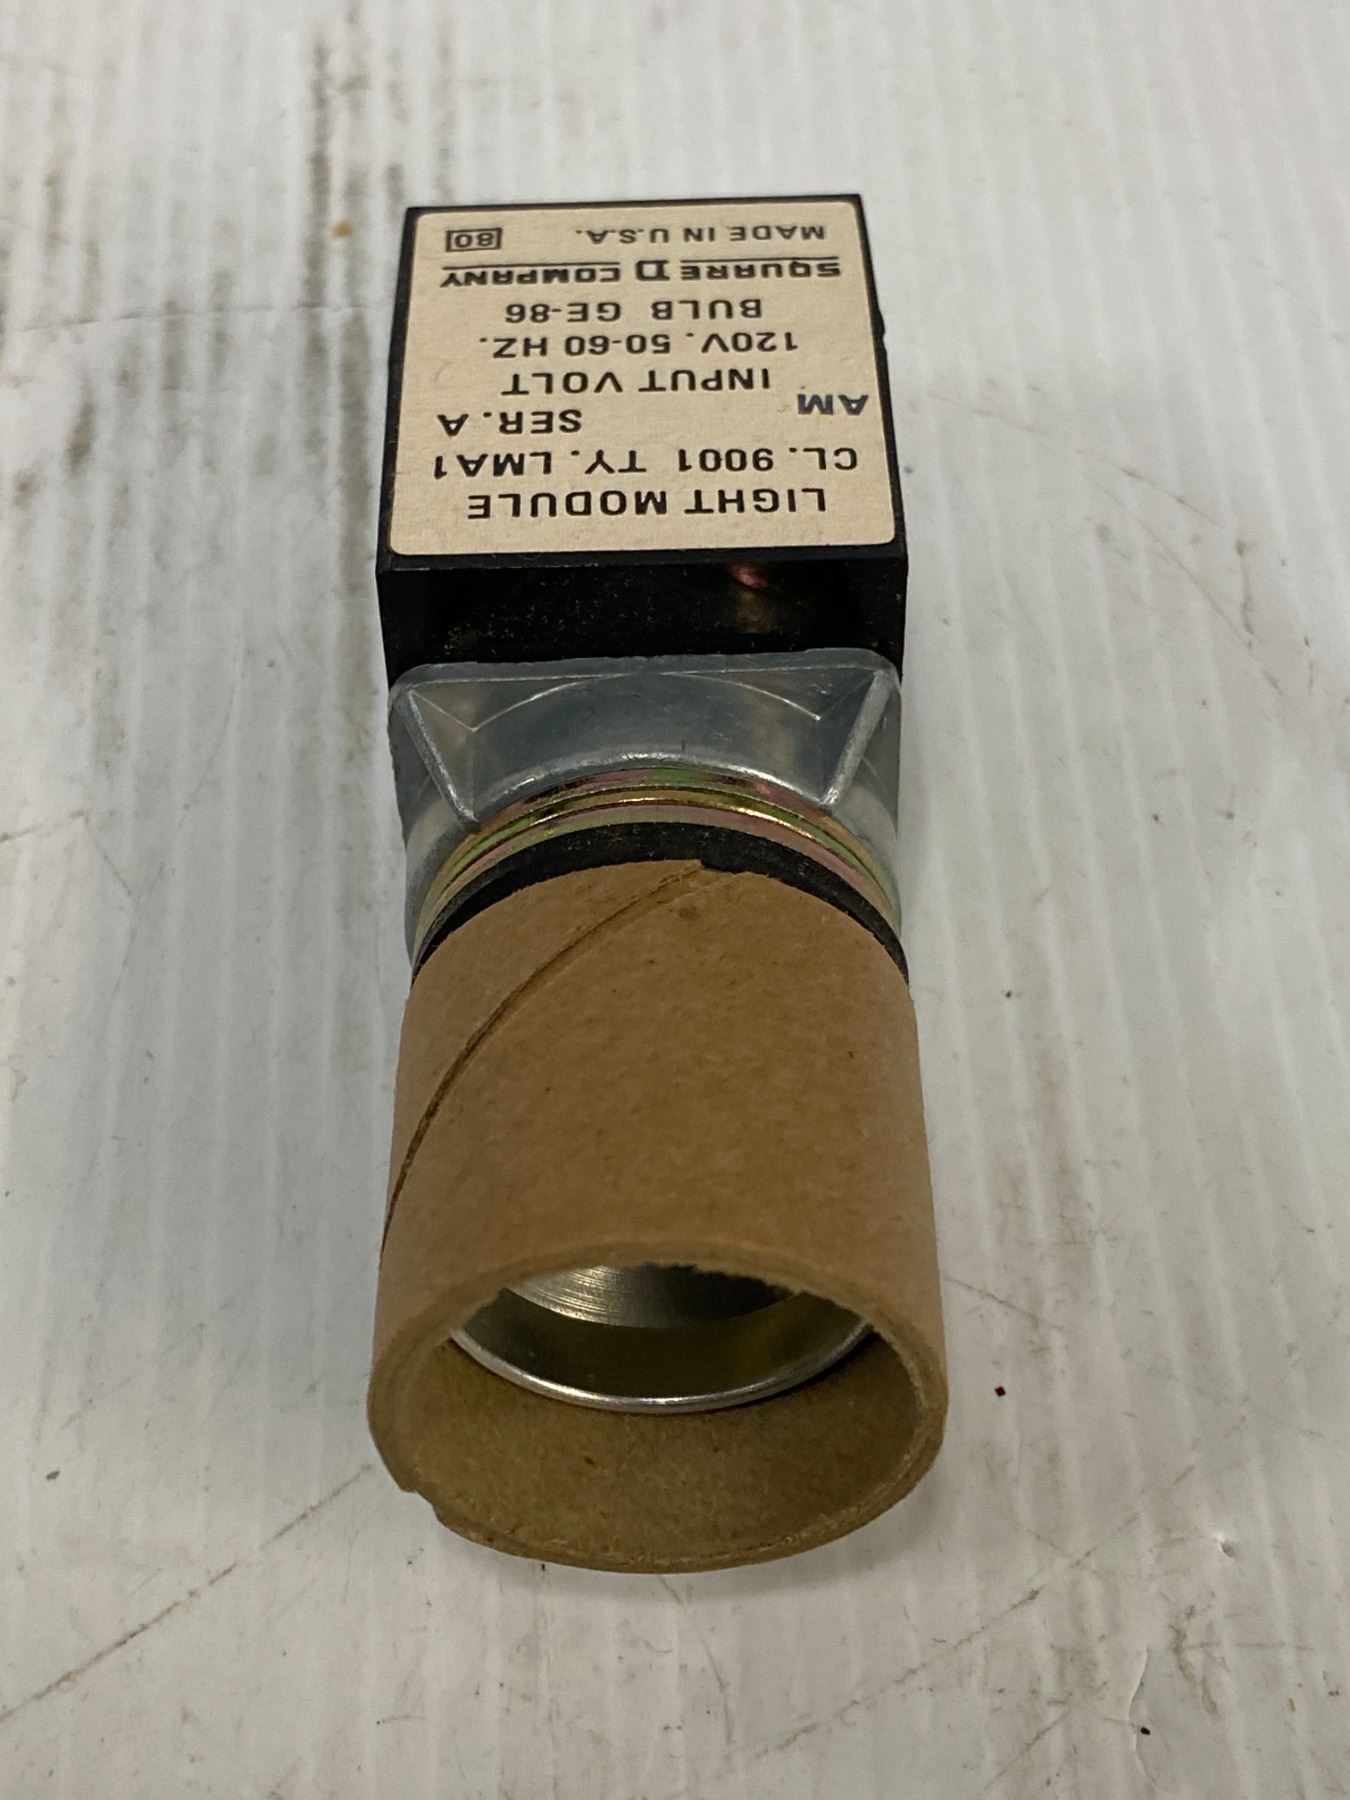 LIGHT MODULE
CL. 9001 TY. LMA1
SER. A
AM
INPUT VOLT
120V. 50-60 HZ.
BULB GE-86
SQUARE D COMPANY
MADE IN U.S.A. 80